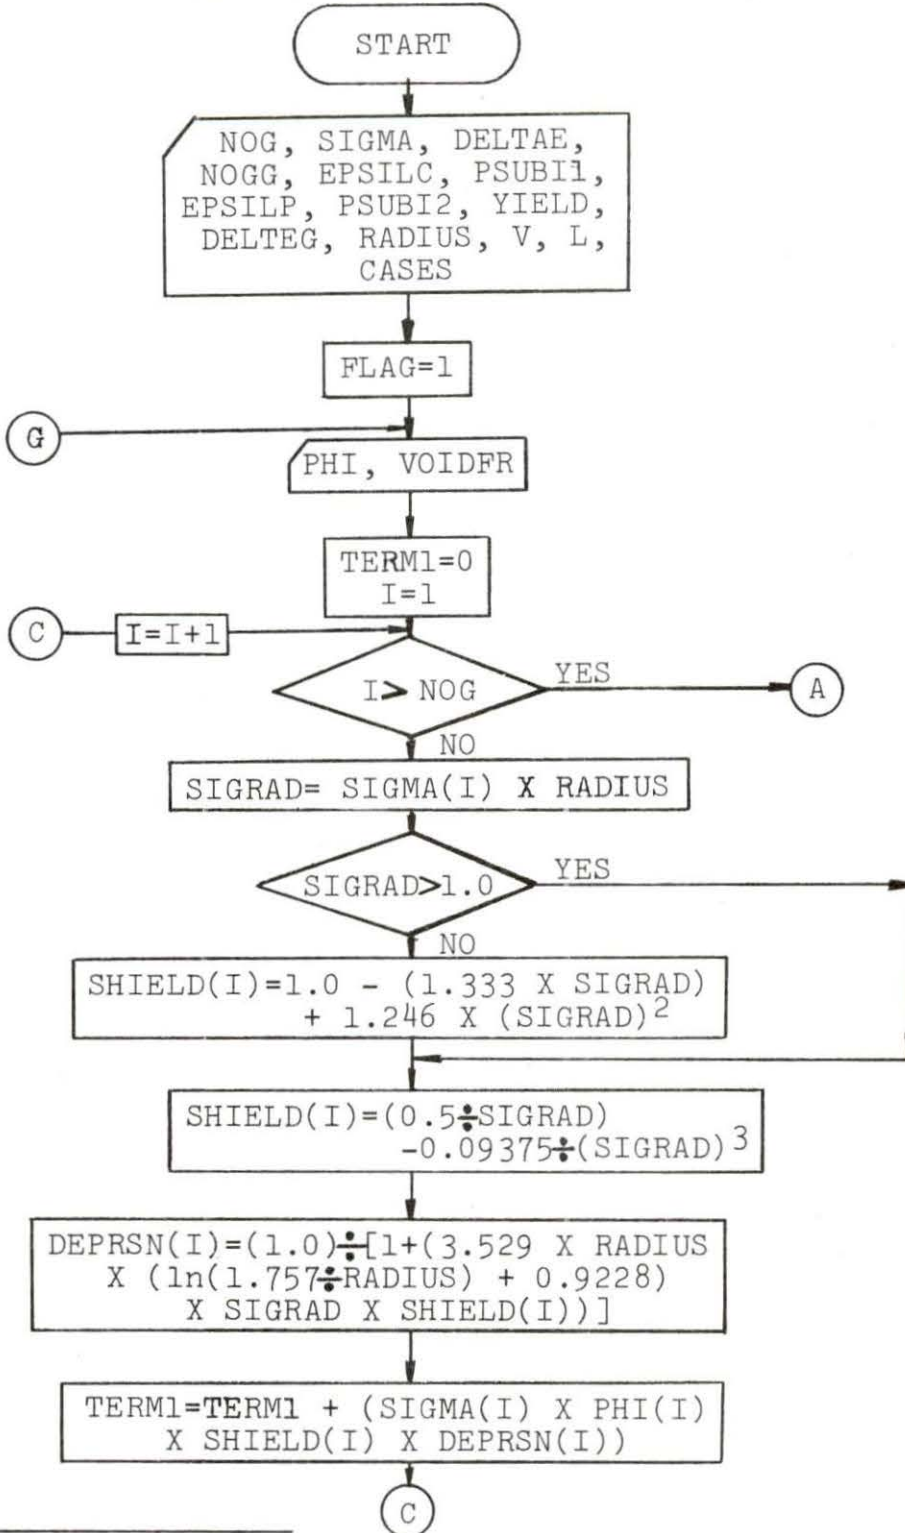 START
NOG, SIGMA, DELTAE,
NOGG, EPSILC, PSUBI1,
EPSILP, PSUBI2, YIELD,
DELTEG, RADIUS, V, L,
CASES
FLAG=1
G
PHI, VOIDFR
TERM1=0
I=1
C
I=I+1
I> NOG
YES
A
NO
SIGRAD= SIGMA(I) X RADIUS
SIGRAD>1.0
YES
NO
SHIELD(I)=1.0 - (1.333 X SIGRAD)
+ 1.246 X (SIGRAD)2
SHIELD(I)=(0.5÷SIGRAD)
-0.09375÷(SIGRAD)3
DEPRSN(I)=(1.0)÷[1+(3.529 X RADIUS
X (ln(1.757÷RADIUS) + 0.9228)
X SIGRAD X SHIELD(I))]
TERM1=TERM1 + (SIGMA(I) X PHI(I)
X SHIELD(I) X DEPRSN(I))
C